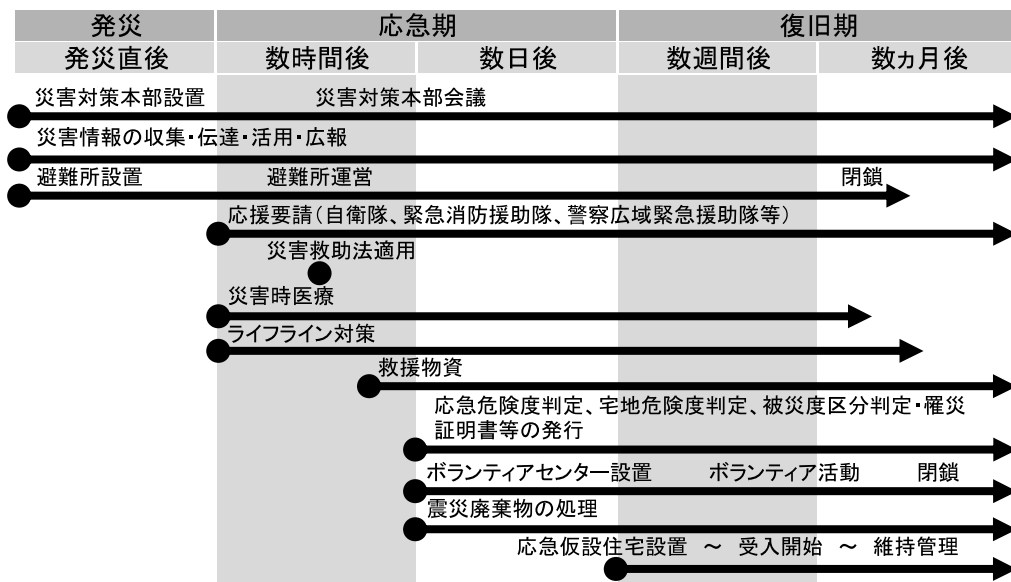 発災 応急期 復旧期
発災直後 数時間後 数日後 数週間後 数ヵ月後
災害対策本部設置 災害対策本部会議
災害情報の収集・伝達・活用・広報
避難所設置 避難所運営 閉鎖
応援要請(自衛隊、緊急消防援助隊、警察広域緊急援助隊等)
災害救助法適用
災害時医療
ライフライン対策
救援物資
応急危険度判定、宅地危険度判定、被災度区分判定・罹災
証明書等の発行
ボランティアセンター設置 ボランティア活動 閉鎖
震災廃棄物の処理
応急仮設住宅設置 ～ 受入開始 ～ 維持管理